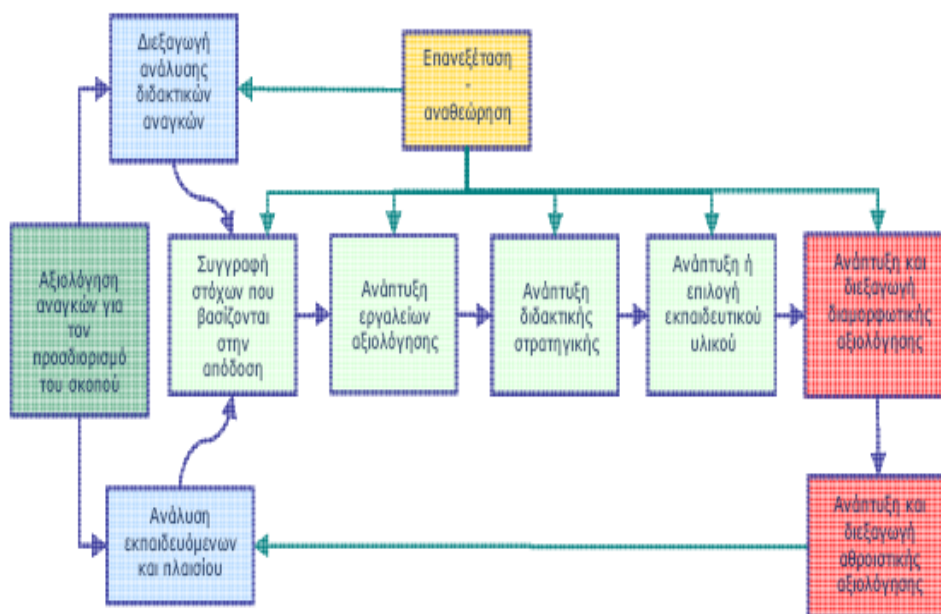 Διεξαγωγή
ανάλυσης
διδακτικών
αναγκών
Επανεξέταση
-
αναθεώρηση
Αξιολόγηση
αναγκών για
τον
προσδιορισμό
του σκοπού
Συγγραφή
στόχων που
βασίζονται
στην
απόδοση
Ανάπτυξη
εργαλείων
αξιολόγησης
Ανάπτυξη
διδακτικής
στρατηγικής
Ανάπτυξη ή
επιλογή
εκπαιδευτικού
υλικού
Ανάπτυξη και
διεξαγωγή
διαμορφωτικής
αξιολόγησης
Ανάλυση
εκπαιδευόμενων
και πλαισίου
Ανάπτυξη και
διεξαγωγή
αθροιστικής
αξιολόγησης